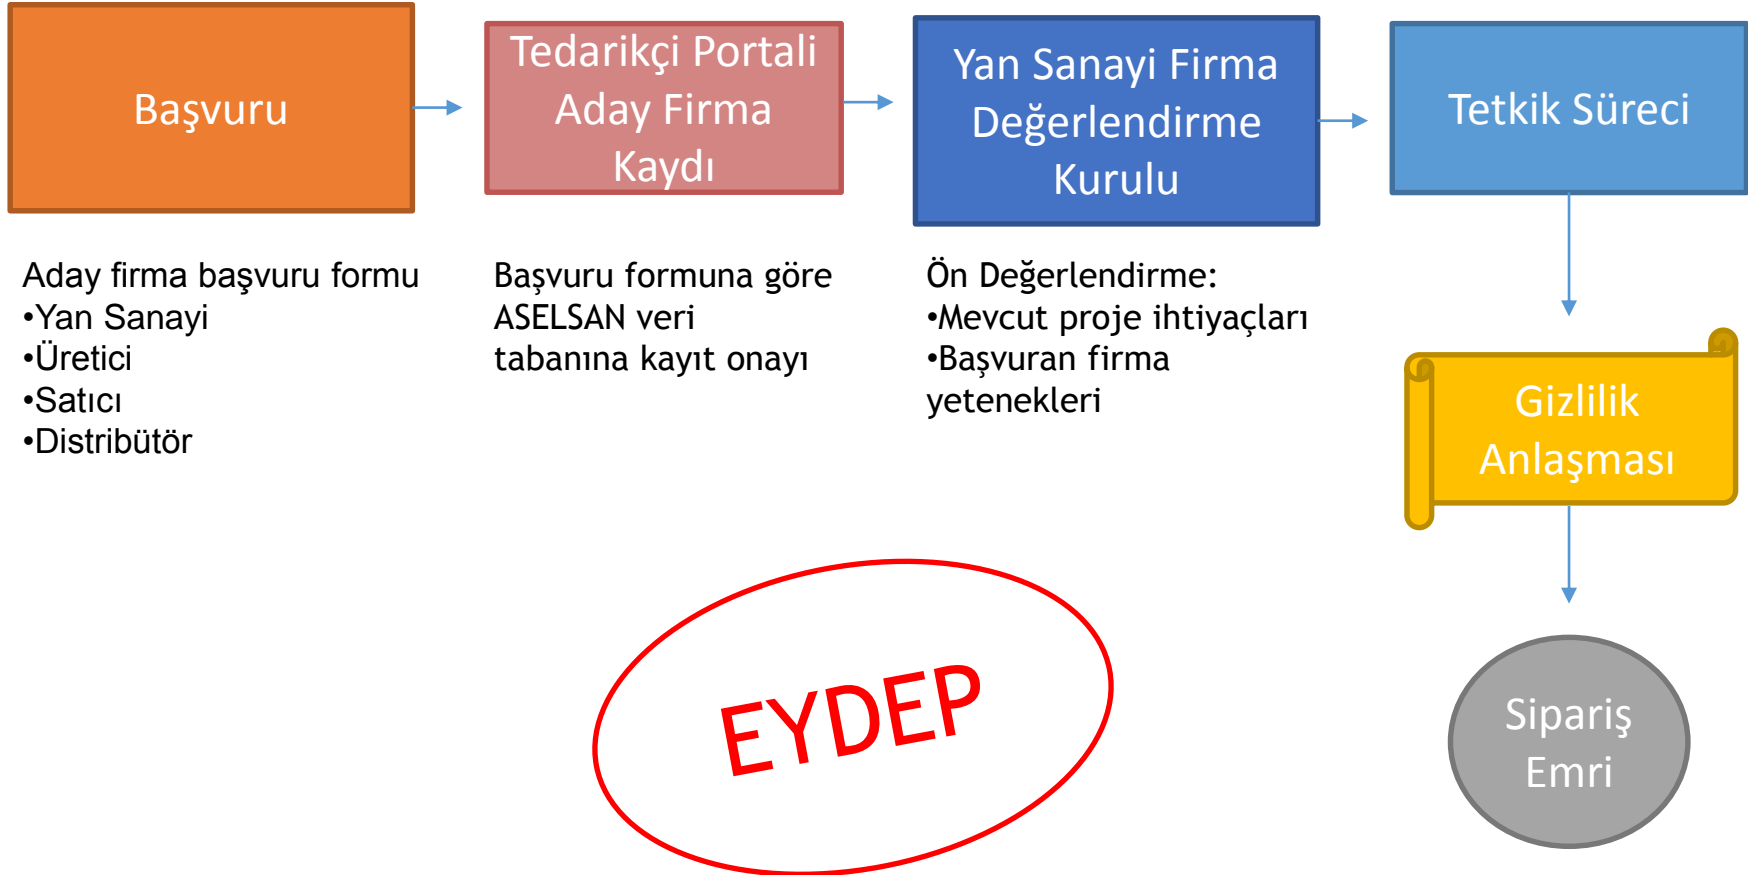 Başvuru
Tedarikçi Portali
Aday Firma
Kaydı
Yan Sanayi Firma
Değerlendirme
Kurulu
Tetkik Süreci
Aday firma başvuru formu
•Yan Sanayi
•Üretici
•Satıcı
•Distribütör
Başvuru formuna göre
ASELSAN veri
tabanına kayıt onayı
Ön Değerlendirme:
•Mevcut proje ihtiyaçları
•Başvuran firma
yetenekleri
Gizlilik
Anlaşması
EYDEP
Sipariş
Emri